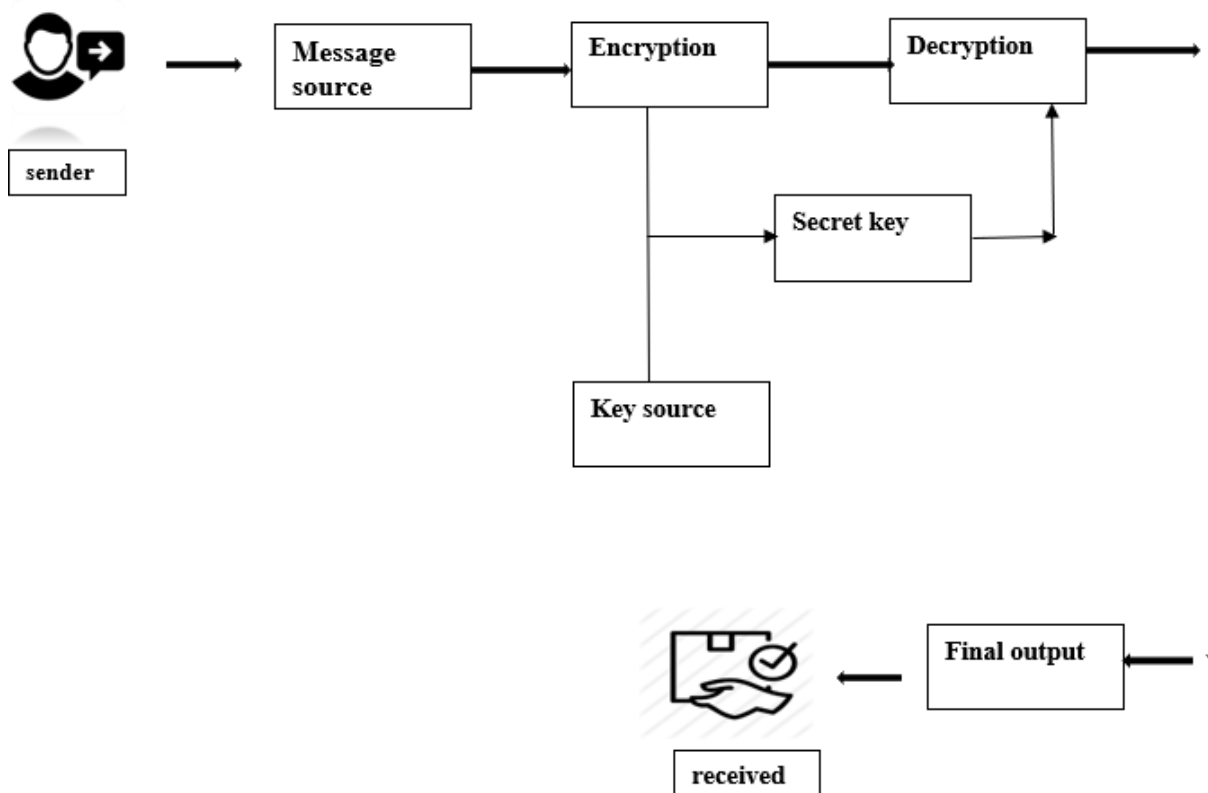 Message
source
Encryption
Decryption
sender
Secret key
Key source
Final output
received